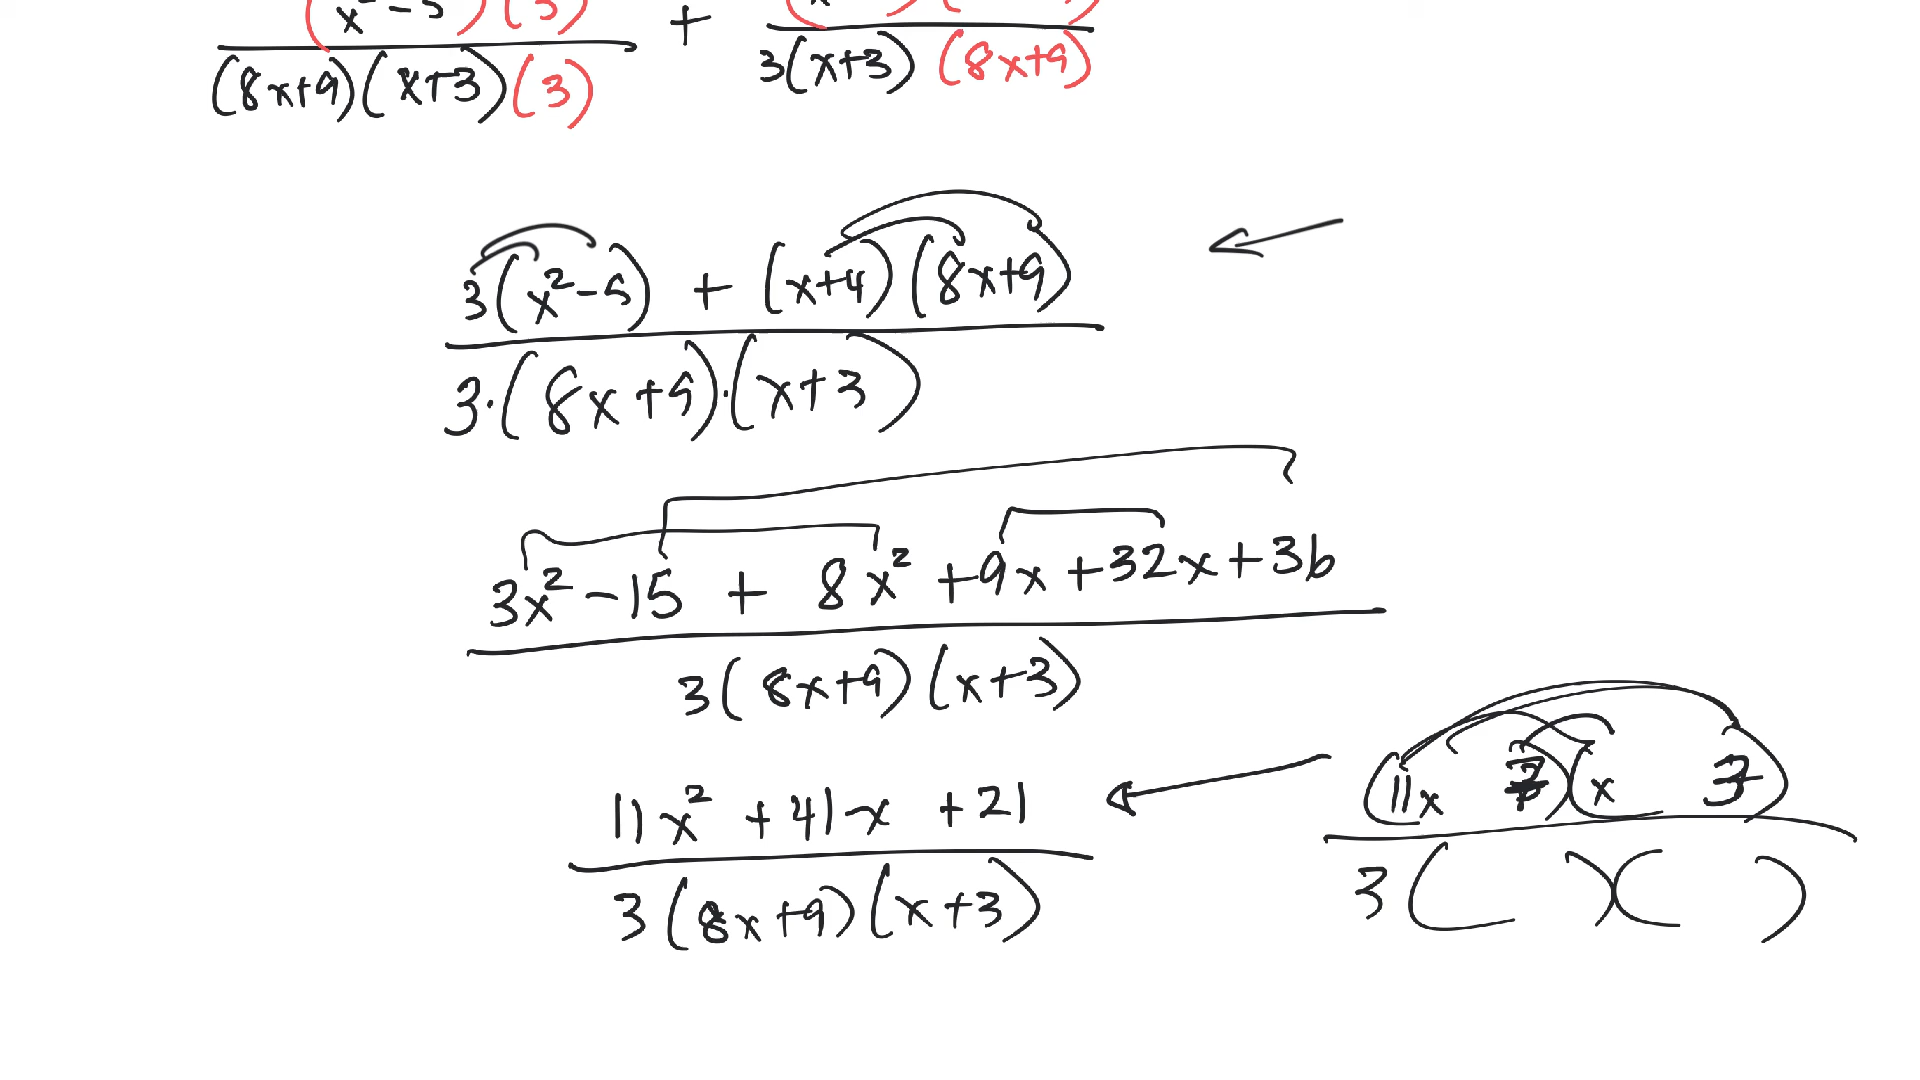 (x² - 5)(3) +
(8x+9)(x+3)(3) 3(x+3)(8x+9)
3(x²-5) + (x+4)(8x+9)
3·(8x+9)·(x+3)
3x² - 15 + 8x² + 9x + 32x + 36
3(8x+9)(x+3)
11x² + 41x + 21 (11x )(x )
3(8x+9)(x+3) 3( )( )